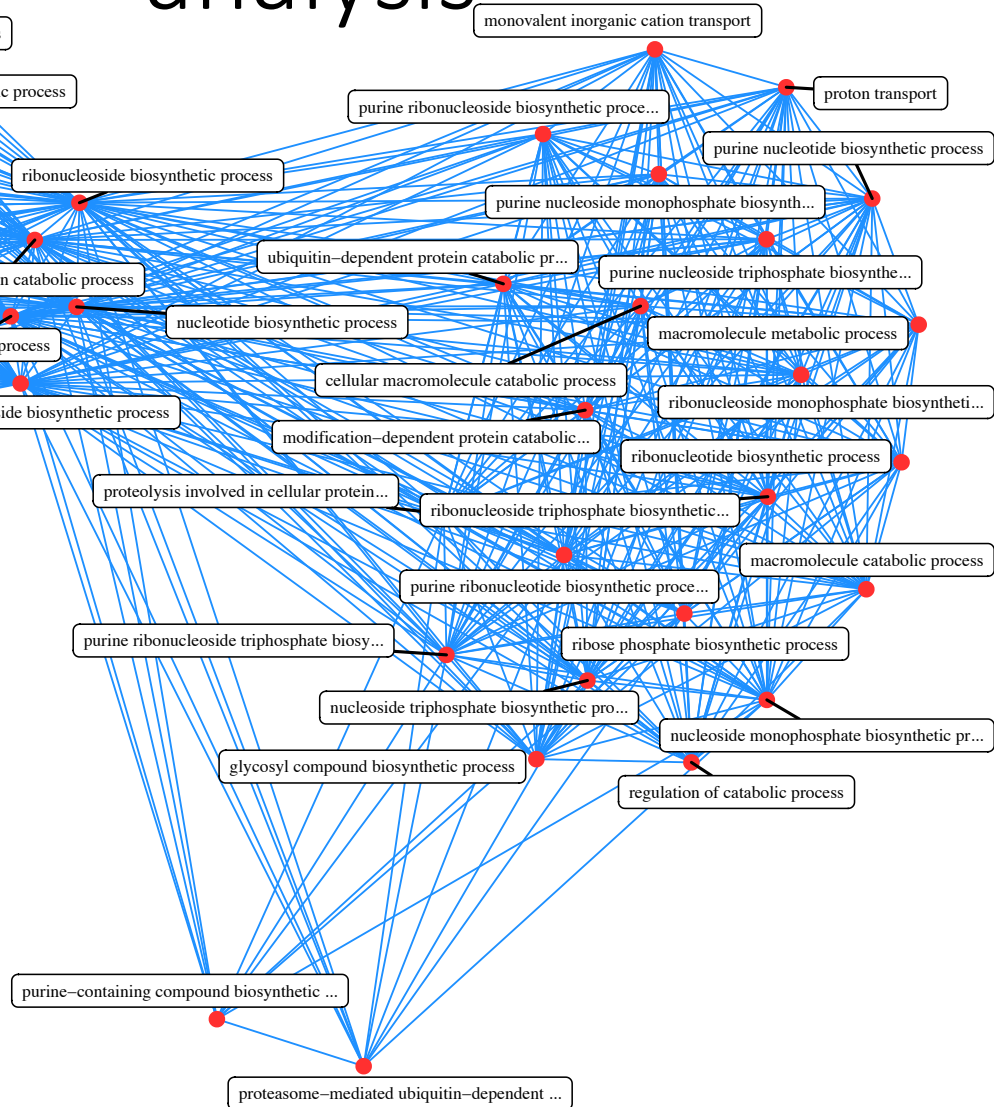 analysis
monovalent inorganic cation transport
c process
proton transport
purine ribonucleoside biosynthetic proce...
purine nucleotide biosynthetic process
ribonucleoside biosynthetic process
purine nucleoside monophosphate biosynth...
ubiquitin−dependent protein catabolic pr...
purine nucleoside triphosphate biosynthe...
n catabolic process
nucleotide biosynthetic process
macromolecule metabolic process
process
cellular macromolecule catabolic process
ribonucleoside monophosphate biosyntheti...
side biosynthetic process
modification−dependent protein catabolic...
ribonucleotide biosynthetic process
proteolysis involved in cellular protein...
ribonucleoside triphosphate biosynthetic...
macromolecule catabolic process
purine ribonucleotide biosynthetic proce...
purine ribonucleoside triphosphate biosy...
ribose phosphate biosynthetic process
nucleoside triphosphate biosynthetic pro...
nucleoside monophosphate biosynthetic pr...
glycosyl compound biosynthetic process
regulation of catabolic process
purine−containing compound biosynthetic ...
proteasome−mediated ubiquitin−dependent ...